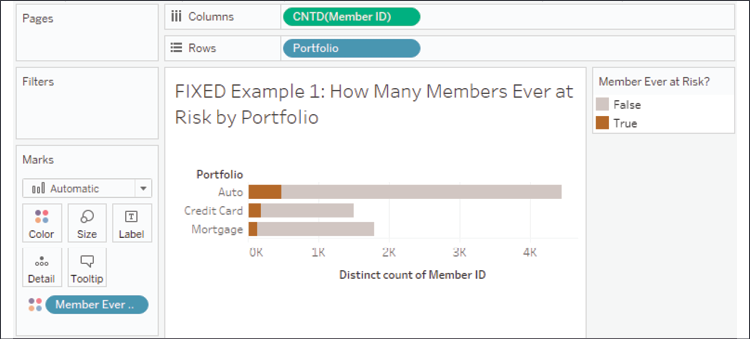 Pages
Columns
CNTD(Member ID)
Rows
Portfolio
Filters
FIXED Example 1: How Many Members Ever at
Risk by Portfolio
Member Ever at Risk?
False
True
Marks
Automatic
Color
Size
Label
Detail
Tooltip
Member Ever ..
Portfolio
Auto
Credit Card
Mortgage
0K 1K 2K 3K 4K
Distinct count of Member ID